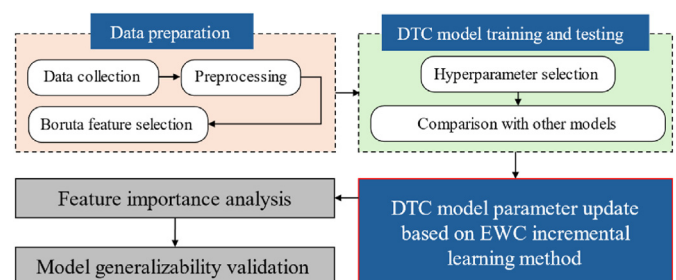 Data preparation
Data collection
Preprocessing
Boruta feature selection
DTC model training and testing
Hyperparameter selection
Comparison with other models
DTC model parameter update
based on EWC incremental
learning method
Feature importance analysis
Model generalizability validation